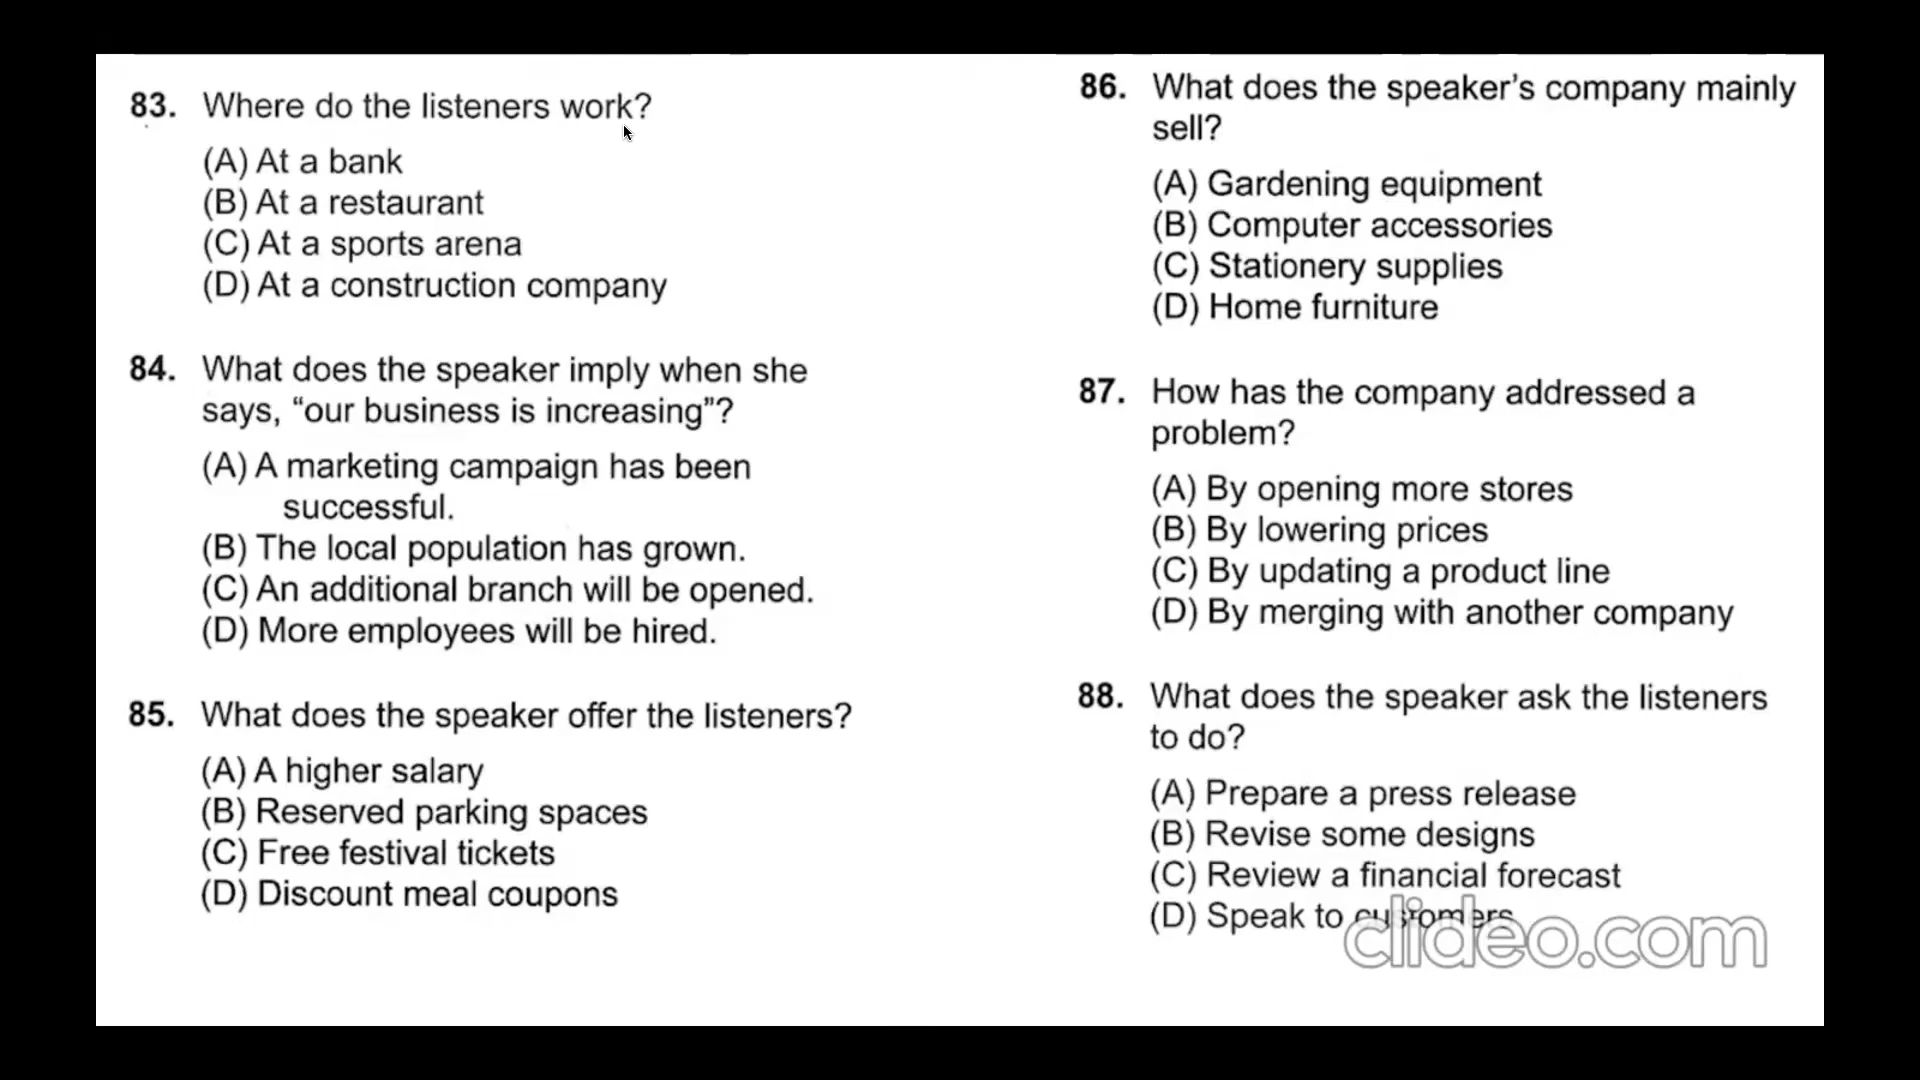 83. Where do the listeners work?
(A) At a bank
(B) At a restaurant
(C) At a sports arena
(D) At a construction company
84. What does the speaker imply when she
says, “our business is increasing”?
(A) A marketing campaign has been
successful.
(B) The local population has grown.
(C) An additional branch will be opened.
(D) More employees will be hired.
85. What does the speaker offer the listeners?
(A) A higher salary
(B) Reserved parking spaces
(C) Free festival tickets
(D) Discount meal coupons
86. What does the speaker’s company mainly
sell?
(A) Gardening equipment
(B) Computer accessories
(C) Stationery supplies
(D) Home furniture
87. How has the company addressed a
problem?
(A) By opening more stores
(B) By lowering prices
(C) By updating a product line
(D) By merging with another company
88. What does the speaker ask the listeners
to do?
(A) Prepare a press release
(B) Revise some designs
(C) Review a financial forecast
(D) Speak to customers
clideo.com